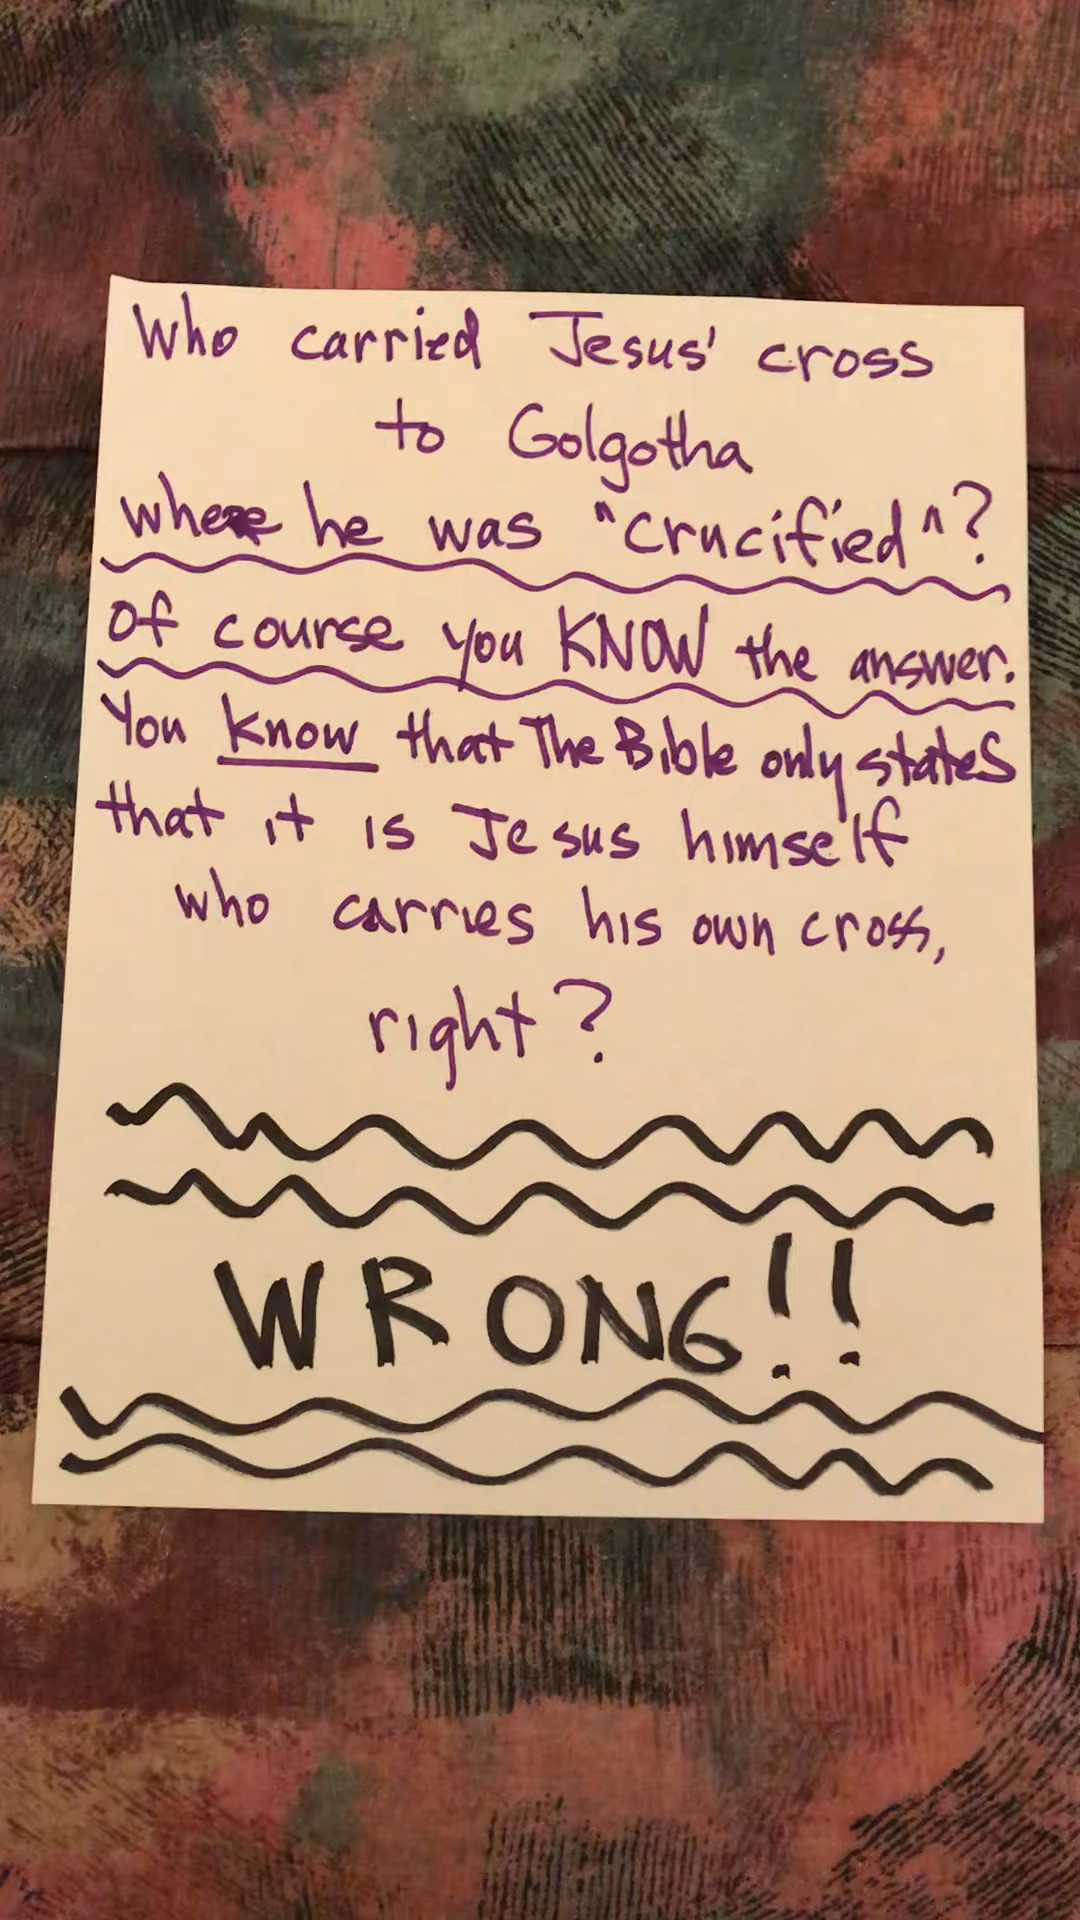 Who carried Jesus' cross
to Golgotha
where he was "crucified"?
of course you KNOW the answer.
You know that The Bible only states
that it is Jesus himself
who carries his own cross,
right?
WRONG!!